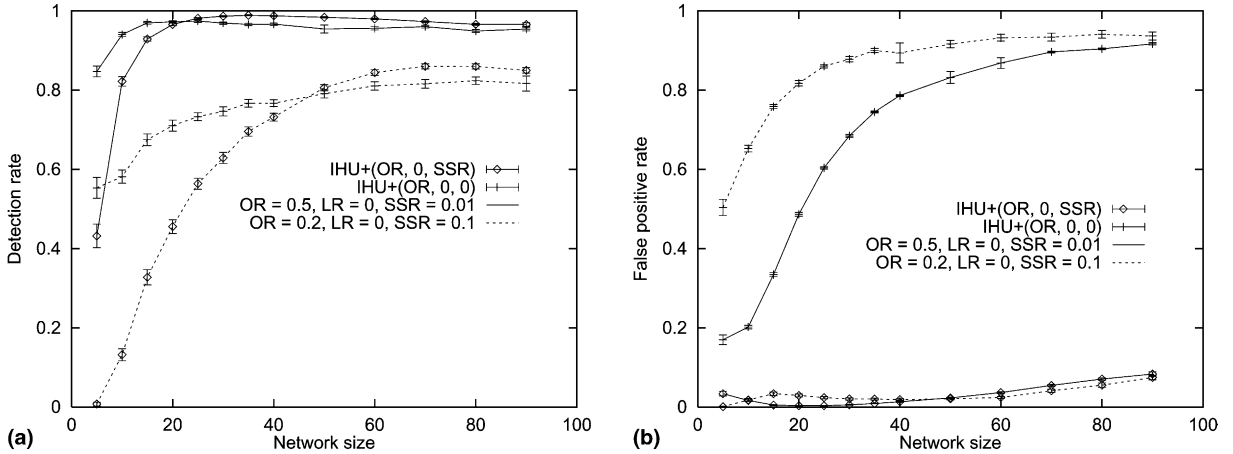 1
0.8
0.6
0.4
0.2
0
0 20 40 60 80 100
Detection rate
Network size
IHU+(OR, 0, SSR)
IHU+(OR, 0, 0)
OR = 0.5, LR = 0, SSR = 0.01
OR = 0.2, LR = 0, SSR = 0.1
(a)
1
0.8
0.6
0.4
0.2
0
0 20 40 60 80 100
False positive rate
Network size
IHU+(OR, 0, SSR)
IHU+(OR, 0, 0)
OR = 0.5, LR = 0, SSR = 0.01
OR = 0.2, LR = 0, SSR = 0.1
(b)